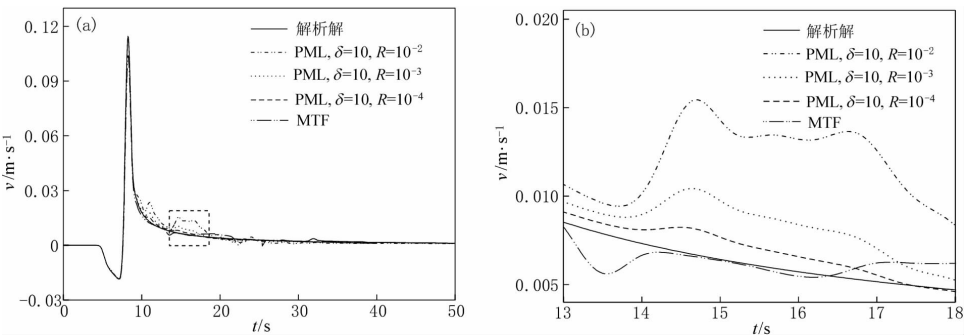 (a)
解析解
PML, δ=10, R=10⁻²
PML, δ=10, R=10⁻³
PML, δ=10, R=10⁻⁴
MTF
0.12
0.09
0.06
0.03
0
-0.03
v/m·s⁻¹
0 10 20 30 40 50
t/s
(b)
解析解
PML, δ=10, R=10⁻²
PML, δ=10, R=10⁻³
PML, δ=10, R=10⁻⁴
MTF
0.020
0.015
0.010
0.005
v/m·s⁻¹
13 14 15 16 17 18
t/s